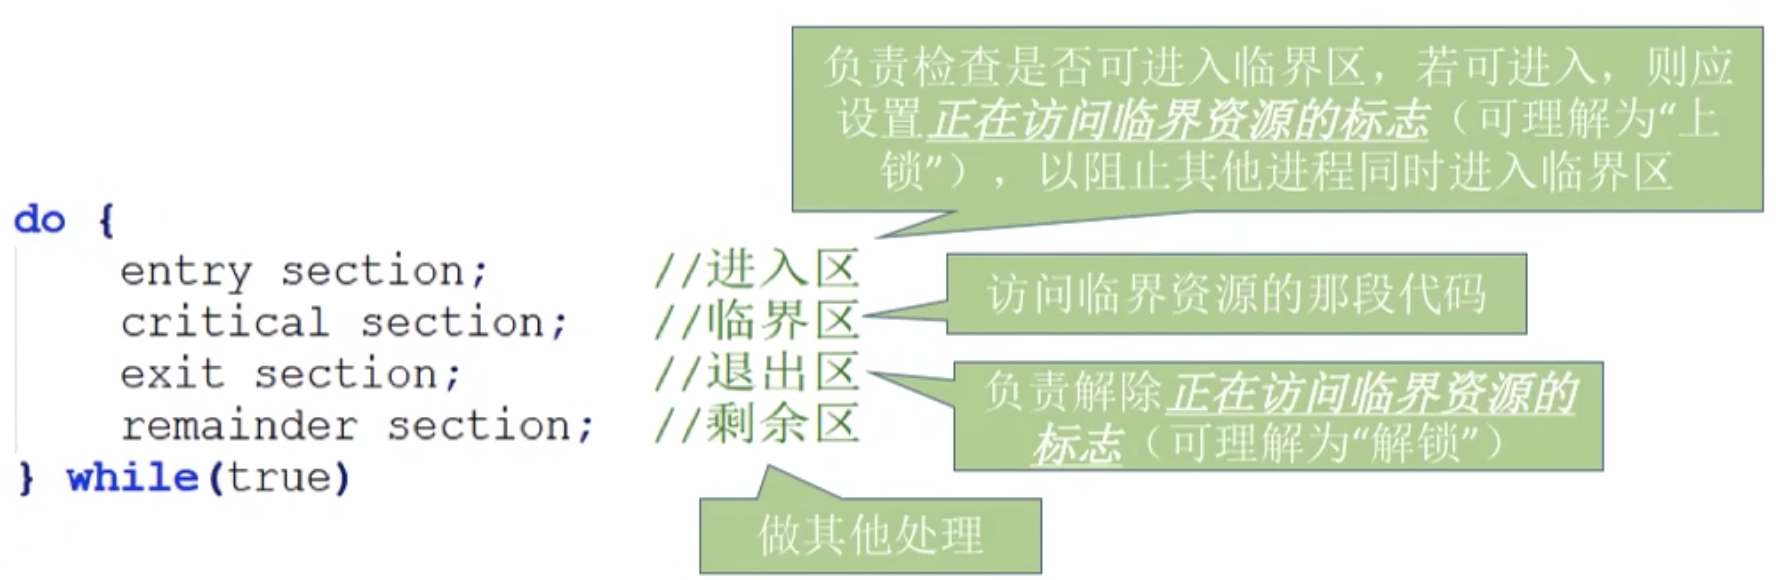 负责检查是否可进入临界区，若可进入，则应
设置正在访问临界资源的标志（可理解为“上
锁”），以阻止其他进程同时进入临界区
do {
entry section; //进入区
critical section; //临界区
exit section; //退出区
remainder section; //剩余区
} while(true)
访问临界资源的那段代码
负责解除正在访问临界资源的
标志（可理解为“解锁”）
做其他处理